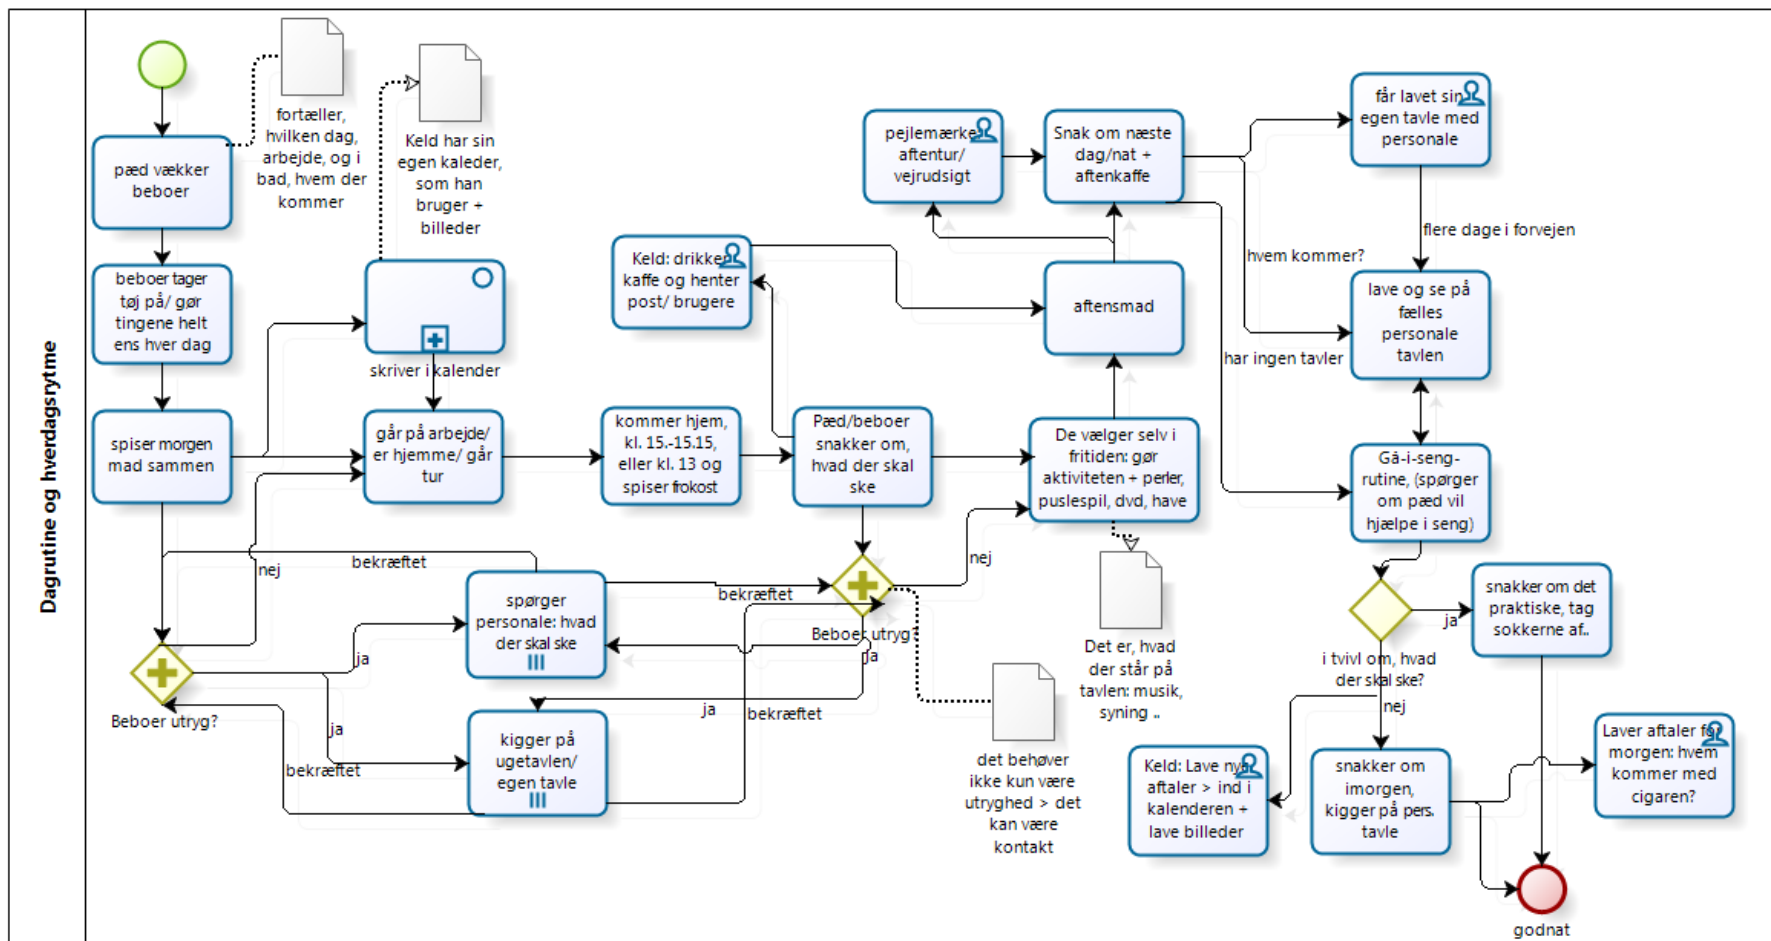 Dagrutine og hverdagsrytme
pæd vækker
beboer
fortæller,
hvilken dag,
arbejde, og i
bad, hvem der
kommer
Keld har sin
egen kaleder,
som han
bruger +
billeder
beboer tager
tøj på/ gør
tingene helt
ens hver dag
skriver i kalender
spiser morgen
mad sammen
går på arbejde/
er hjemme/ går
tur
kommer hjem,
kl. 15.-15.15,
eller kl. 13 og
spiser frokost
Pæd/beboer
snakker om,
hvad der skal
ske
Keld: drikker
kaffe og henter
post/ brugere
De vælger selv i
fritiden: gør
aktiviteten + perler,
puslespil, dvd, have
aftensmad
pejlemærke
aftentur/
vejrudsigt
Snak om næste
dag/nat +
aftenkaffe
får lavet sin
egen tavle med
personale
flere dage i forvejen
hvem kommer?
har ingen tavler
lave og se på
fælles
personale
tavlen
Gå-i-seng-
rutine, (spørger
om pæd vil
hjælpe i seng)
bekræftet
nej
ja
ja
Beboer utryg?
bekræftet
spørger
personale: hvad
der skal ske
kigger på
ugetavlen/
egen tavle
bekræftet
Beboer utryg?
ja
ja
bekræftet
nej
det behøver
ikke kun være
utryghed > det
kan være
kontakt
Det er, hvad
der står på
tavlen: musik,
syning ..
i tvivl om, hvad
der skal ske?
ja
snakker om det
praktiske, tag
sokkerne af..
nej
Keld: Lave nye
aftaler > ind i
kalenderen +
lave billeder
snakker om
imorgen,
kigger på pers.
tavle
Laver aftaler for
morgen: hvem
kommer med
cigaren?
godnat